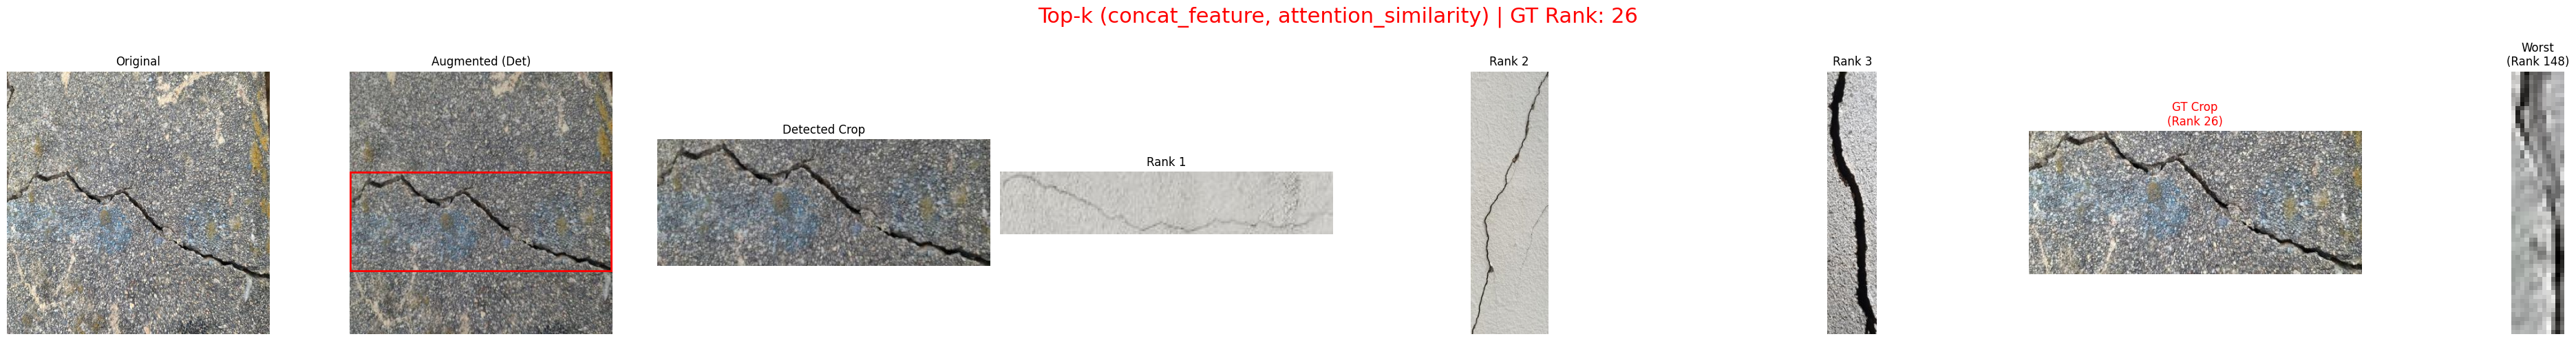 Top-k (concat_feature, attention_similarity) | GT Rank: 26
Original
Augmented (Det)
Detected Crop
Rank 1
Rank 2
Rank 3
GT Crop
(Rank 26)
Worst
(Rank 148)